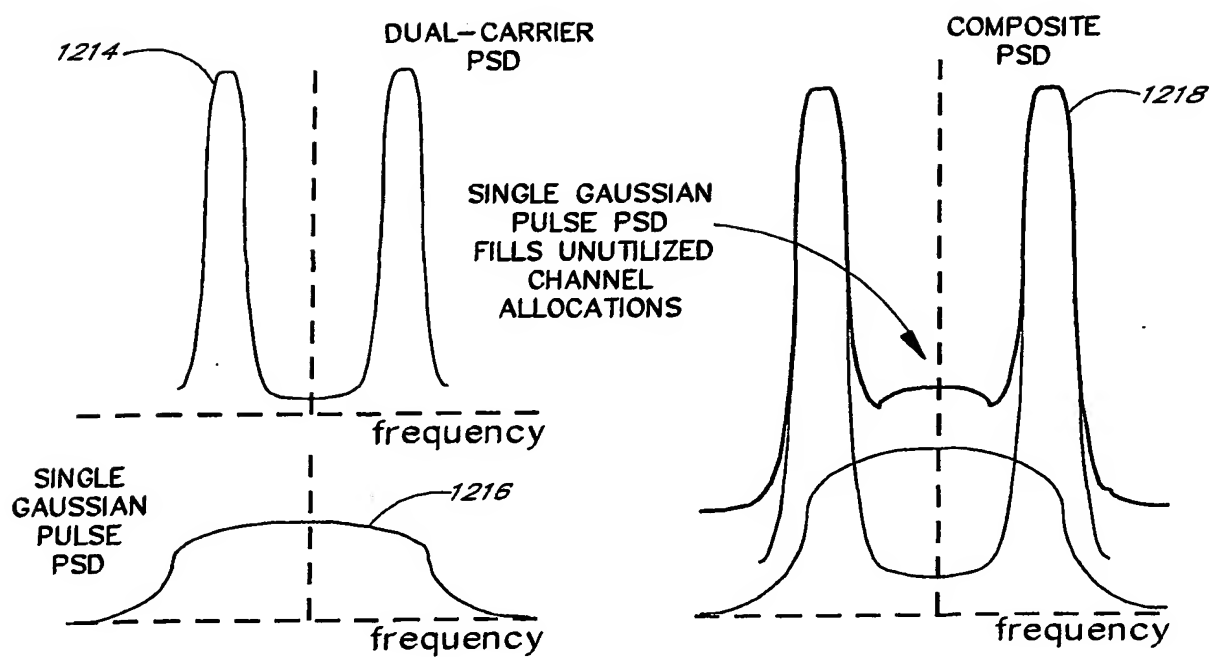 1214
DUAL-CARRIER
PSD
frequency
SINGLE
GAUSSIAN
PULSE
PSD
1216
frequency
COMPOSITE
PSD
1218
SINGLE GAUSSIAN
PULSE PSD
FILLS UNUTILIZED
CHANNEL
ALLOCATIONS
frequency